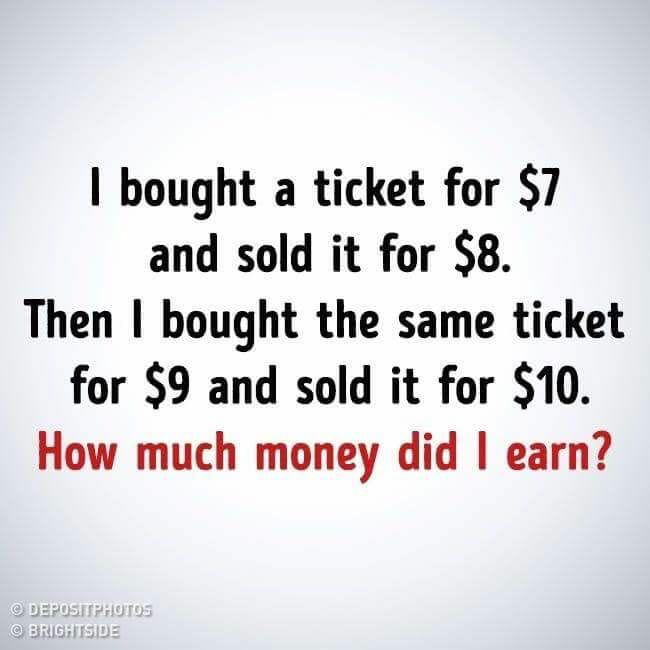 I bought a ticket for $7
and sold it for $8.
Then I bought the same ticket
for $9 and sold it for $10.
How much money did I earn?
© DEPOSITPHOTOS
© BRIGHTSIDE